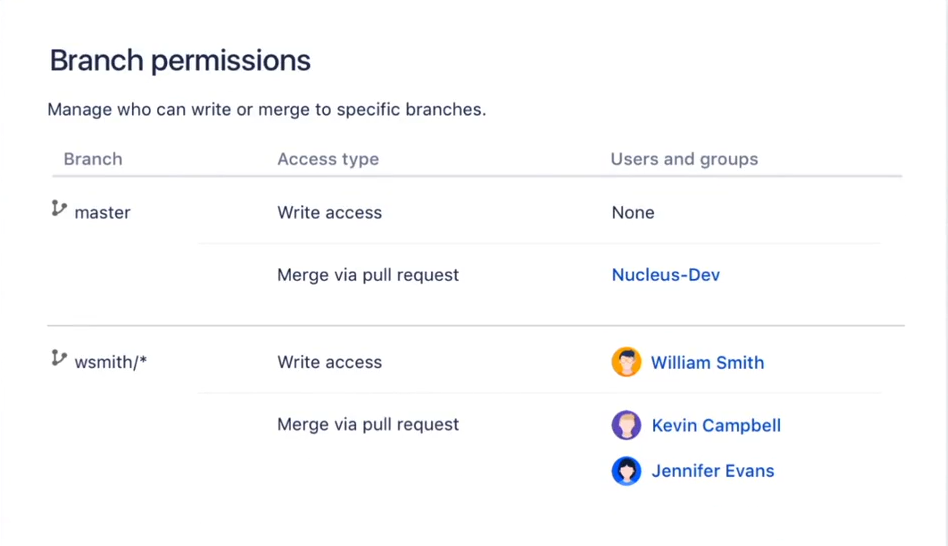 Branch permissions
Manage who can write or merge to specific branches.
Branch Access type Users and groups
master Write access None
Merge via pull request Nucleus-Dev
wsmith/* Write access William Smith
Merge via pull request Kevin Campbell
Jennifer Evans